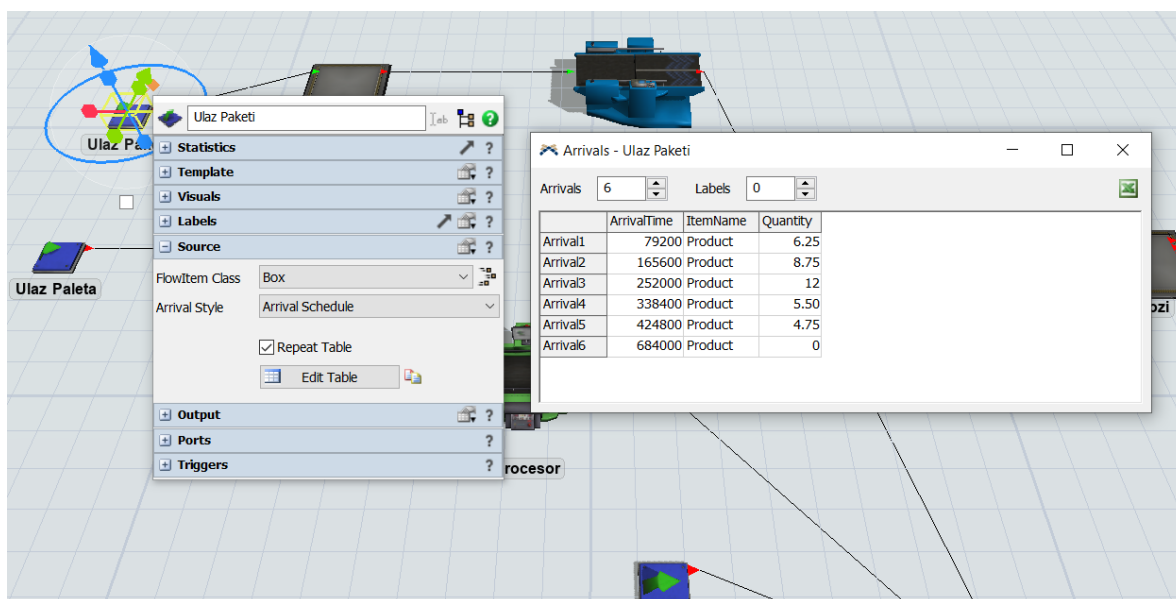 Ulaz Pak
Ulaz Paleta
Ulaz Paketi
Statistics
Template
Visuals
Labels
Source
FlowItem Class Box
Arrival Style Arrival Schedule
Repeat Table
Edit Table
Output
Ports
Triggers
rocesor
Arrivals - Ulaz Paketi
Arrivals 6 Labels 0
ArrivalTime ItemName Quantity
Arrival1 79200 Product 6.25
Arrival2 165600 Product 8.75
Arrival3 252000 Product 12
Arrival4 338400 Product 5.50
Arrival5 424800 Product 4.75
Arrival6 684000 Product 0
ozi